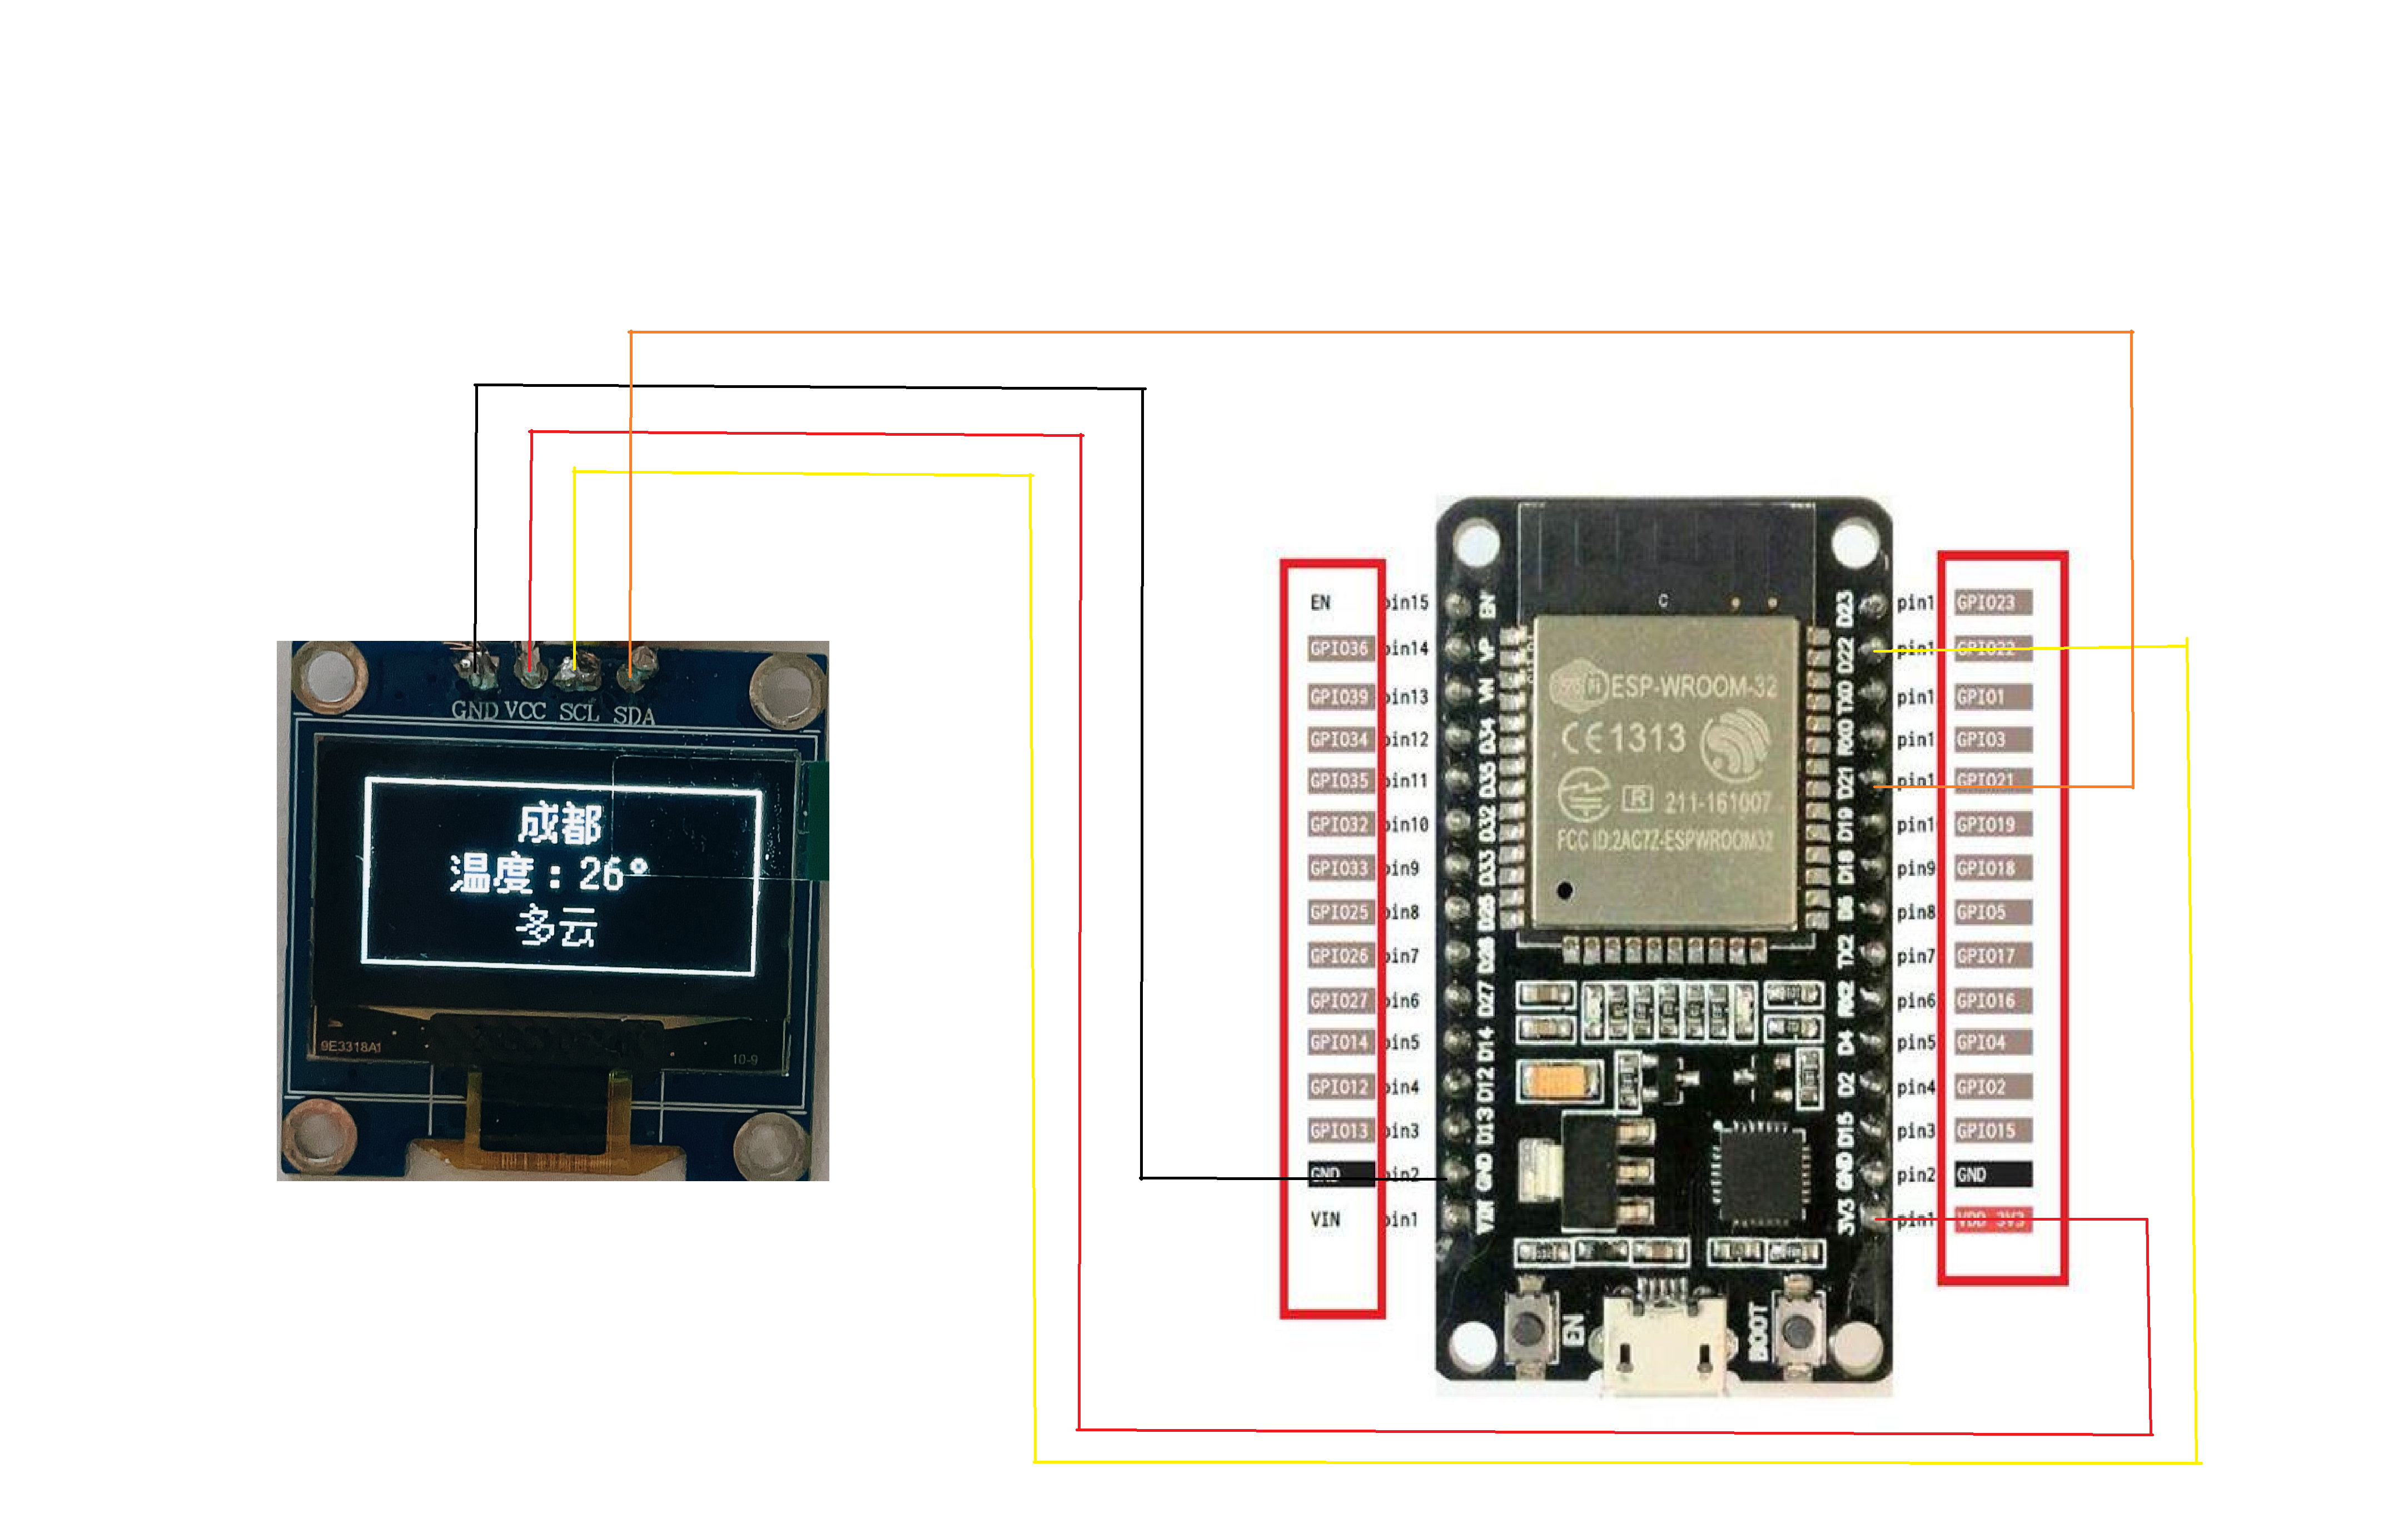 GND VCC SCL SDA
成都
温度：26°
多云
9E3318A1
10-9
EN pin15 EN
GPIO36 pin14 VP
GPIO39 pin13 VN
GPIO34 pin12 D34
GPIO35 pin11 D35
GPIO32 pin10 D32
GPIO33 pin9 D33
GPIO25 pin8 D25
GPIO26 pin7 D26
GPIO27 pin6 D27
GPIO14 pin5 D14
GPIO12 pin4 D12
GPIO13 pin3 D13
GND pin2 GND
VIN pin1 VIN
C
ESP-WROOM-32
CE1313
R 211-161007
FCC ID:2AC7Z-ESPWROOM32
EN
BOOT
D23 pin1 GPIO23
D22 pin1 GPIO22
TX0 pin1 GPIO1
RX0 pin1 GPIO3
D21 pin1 GPIO21
D19 pin1 GPIO19
D18 pin9 GPIO18
D5 pin8 GPIO5
TX2 pin7 GPIO17
RX2 pin6 GPIO16
D4 pin5 GPIO4
D2 pin4 GPIO2
D15 pin3 GPIO15
GND pin2 GND
3V3 pin1 VDD 3V3